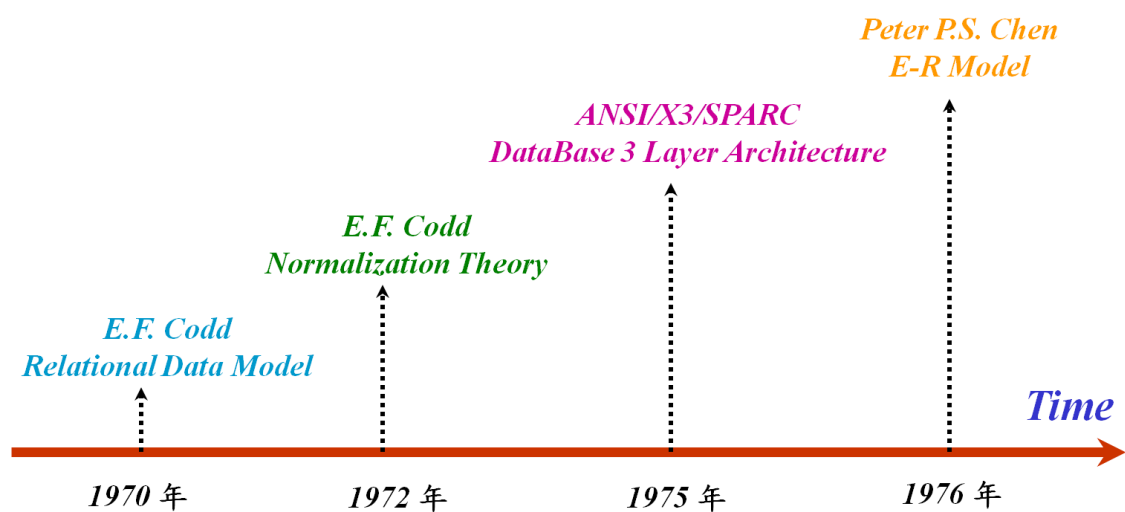 Peter P.S. Chen
E-R Model
ANSI/X3/SPARC
DataBase 3 Layer Architecture
E.F. Codd
Normalization Theory
E.F. Codd
Relational Data Model
Time
1970 年
1972 年
1975 年
1976 年